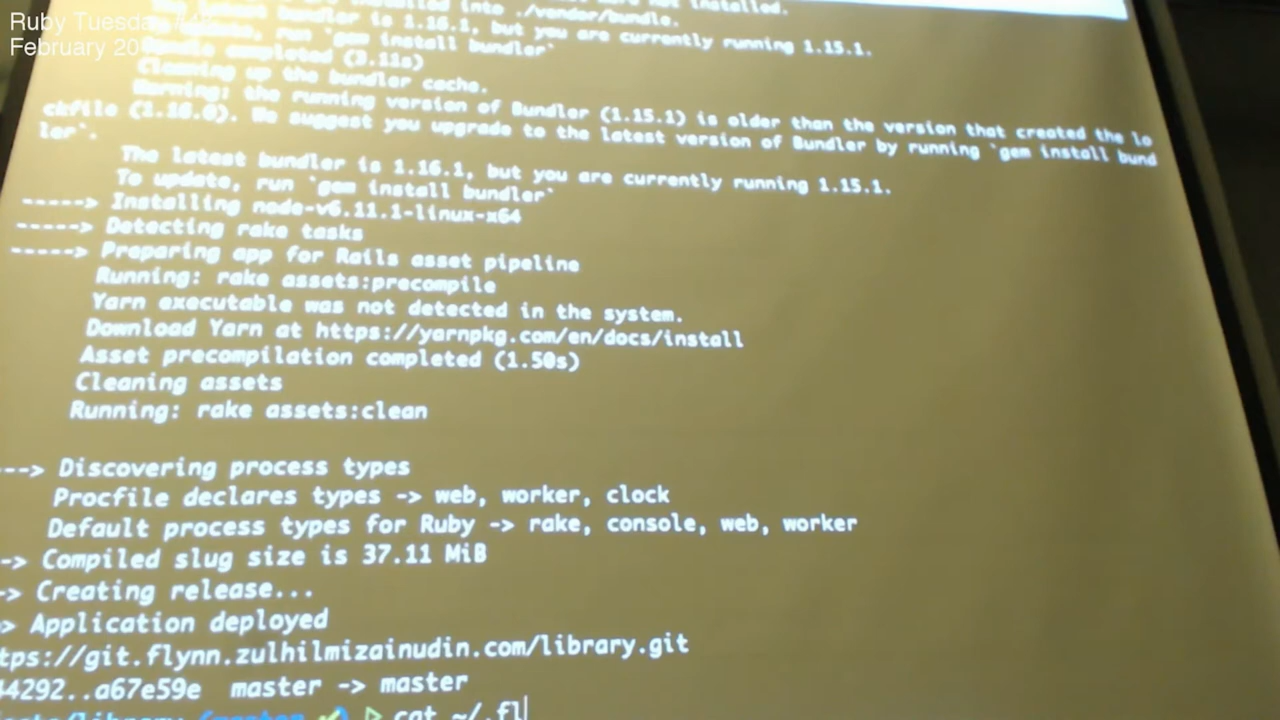 Ruby Tuesday
February 20
installed.
installed into ./vendor/bundle.
The latest bundler is 1.16.1, but you are currently running 1.15.1.
run `gem install bundler`
completed (3.11s)
Cleaning up the bundler cache.
Warning: the running version of Bundler (1.15.1) is older than the version that created the lo
ckfile (1.16.0). We suggest you upgrade to the latest version of Bundler by running `gem install bund
ler`.
The latest bundler is 1.16.1, but you are currently running 1.15.1.
To update, run `gem install bundler`
-----> Installing node-v6.11.1-linux-x64
-----> Detecting rake tasks
-----> Preparing app for Rails asset pipeline
Running: rake assets:precompile
Yarn executable was not detected in the system.
Download Yarn at https://yarnpkg.com/en/docs/install
Asset precompilation completed (1.50s)
Cleaning assets
Running: rake assets:clean
---> Discovering process types
Procfile declares types -> web, worker, clock
Default process types for Ruby -> rake, console, web, worker
-> Compiled slug size is 37.11 MiB
-> Creating release...
> Application deployed
tps://git.flynn.zulhilmizainudin.com/library.git
44292..a67e59e master -> master
cat ~/.fl